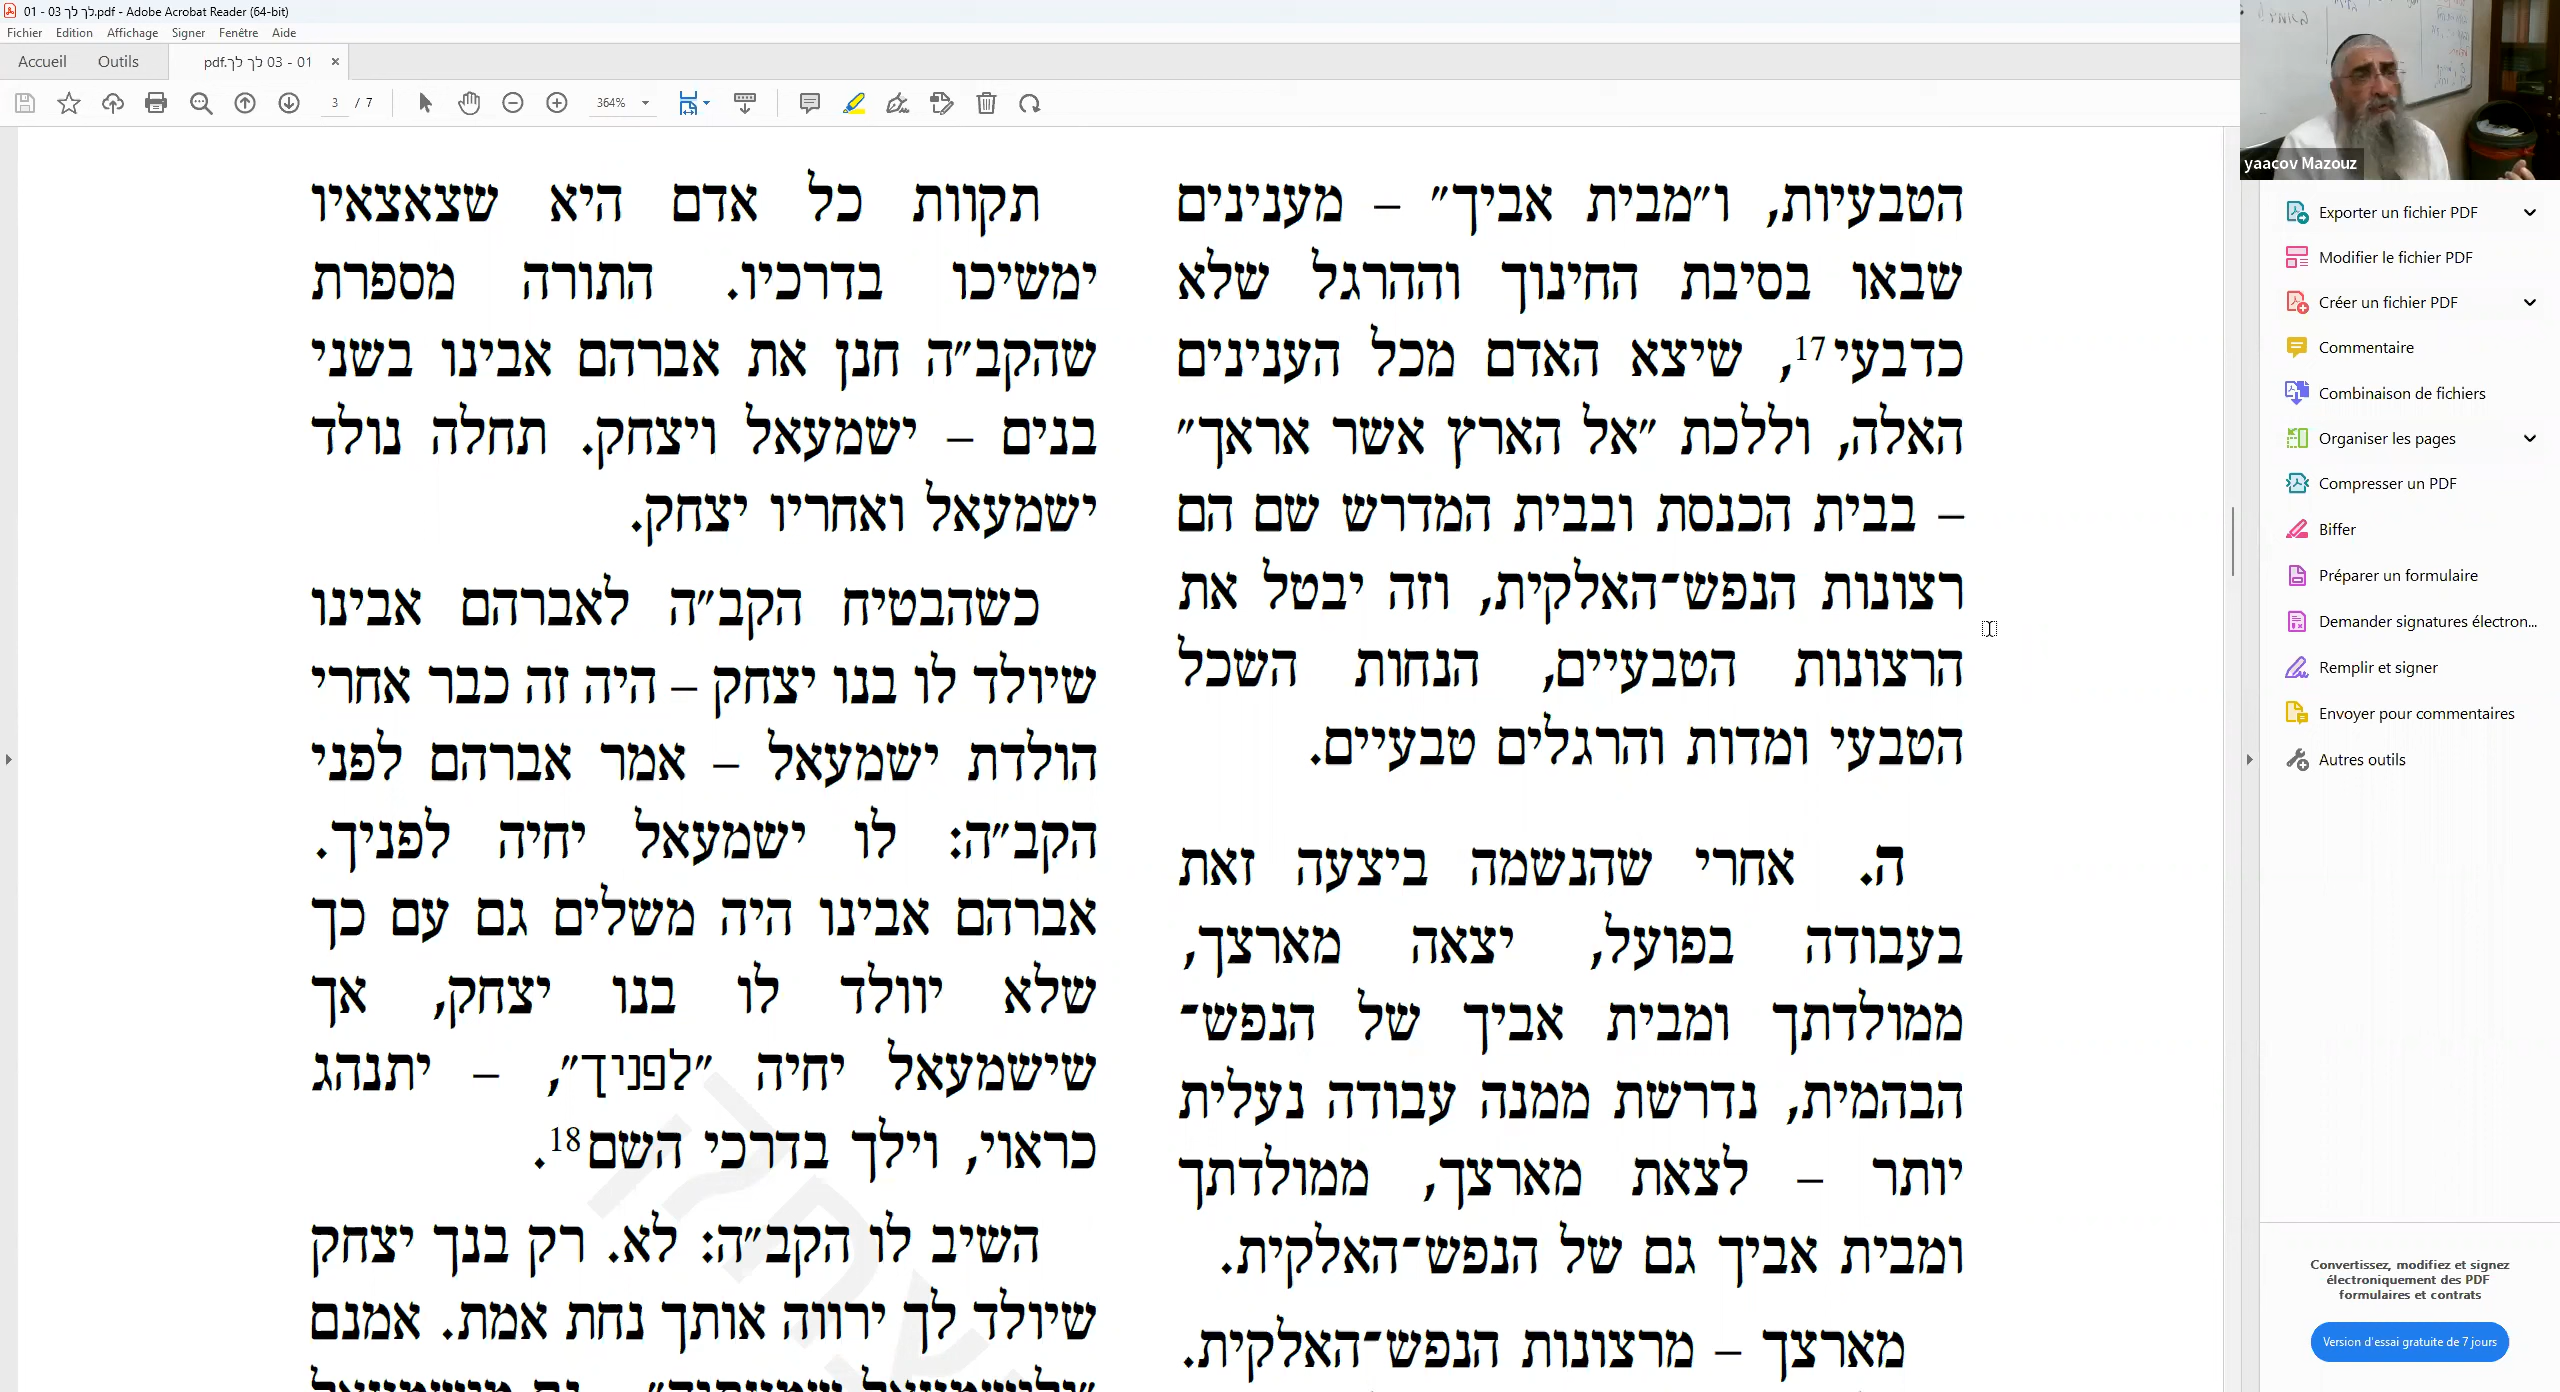 01 - 03 לך לך.pdf - Adobe Acrobat Reader (64-bit)
Fichier Edition Affichage Signer Fenêtre Aide
Accueil Outils 01 - 03 לך לך.pdf ×
3 / 7 364%
yaacov Mazouz
הטבעיות, ו״מבית אביך״ – מענינים
שבאו בסיבת החינוך וההרגל שלא
כדבעי17, שיצא האדם מכל הענינים
האלה, וללכת ״אל הארץ אשר אראך״
– בבית הכנסת ובבית המדרש שם הם
רצונות הנפש־האלקית, וזה יבטל את
הרצונות הטבעיים, הנחות השכל
הטבעי ומדות והרגלים טבעיים.
ה. אחרי שהנשמה ביצעה זאת
בעבודה בפועל, יצאה מארצך,
ממולדתך ומבית אביך של הנפש־
הבהמית, נדרשת ממנה עבודה נעלית
יותר – לצאת מארצך, ממולדתך
ומבית אביך גם של הנפש־האלקית.
מארצך – מרצונות הנפש־האלקית.
תקוות כל אדם היא שצאצאיו
ימשיכו בדרכיו. התורה מספרת
שהקב״ה חנן את אברהם אבינו בשני
בנים – ישמעאל ויצחק. תחלה נולד
ישמעאל ואחריו יצחק.
כשהבטיח הקב״ה לאברהם אבינו
שיולד לו בנו יצחק – היה זה כבר אחרי
הולדת ישמעאל – אמר אברהם לפני
הקב״ה: לו ישמעאל יחיה לפניך.
אברהם אבינו היה משלים גם עם כך
שלא יוולד לו בנו יצחק, אך
שישמעאל יחיה ״לפניך״, – יתנהג
כראוי, וילך בדרכי השם18.
השיב לו הקב״ה: לא. רק בנך יצחק
שיולד לך ירווה אותך נחת אמת. אמנם
Exporter un fichier PDF
Modifier le fichier PDF
Créer un fichier PDF
Commentaire
Combinaison de fichiers
Organiser les pages
Compresser un PDF
Biffer
Préparer un formulaire
Demander signatures électron...
Remplir et signer
Envoyer pour commentaires
Autres outils
Convertissez, modifiez et signez
électroniquement des PDF
formulaires et contrats
Version d'essai gratuite de 7 jours